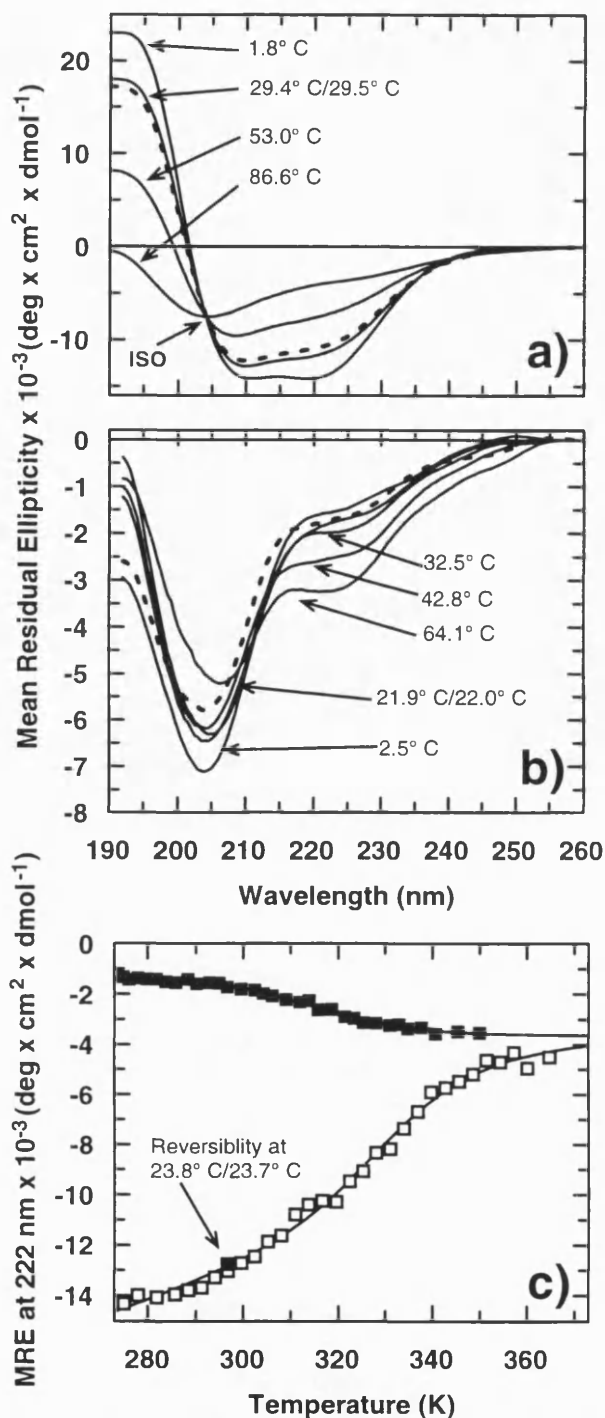 20
10
0
-10
1.8° C
29.4° C/29.5° C
53.0° C
86.6° C
ISO
a)
Mean Residual Ellipticity x 10⁻³ (deg x cm² x dmol⁻¹)
0
-1
-2
-3
-4
-5
-6
-7
-8
32.5° C
42.8° C
64.1° C
21.9° C/22.0° C
2.5° C
b)
190 200 210 220 230 240 250 260
Wavelength (nm)
MRE at 222 nm x 10⁻³ (deg x cm² x dmol⁻¹)
0
-2
-4
-6
-8
-10
-12
-14
Reversiblity at
23.8° C/23.7° C
c)
280 300 320 340 360
Temperature (K)